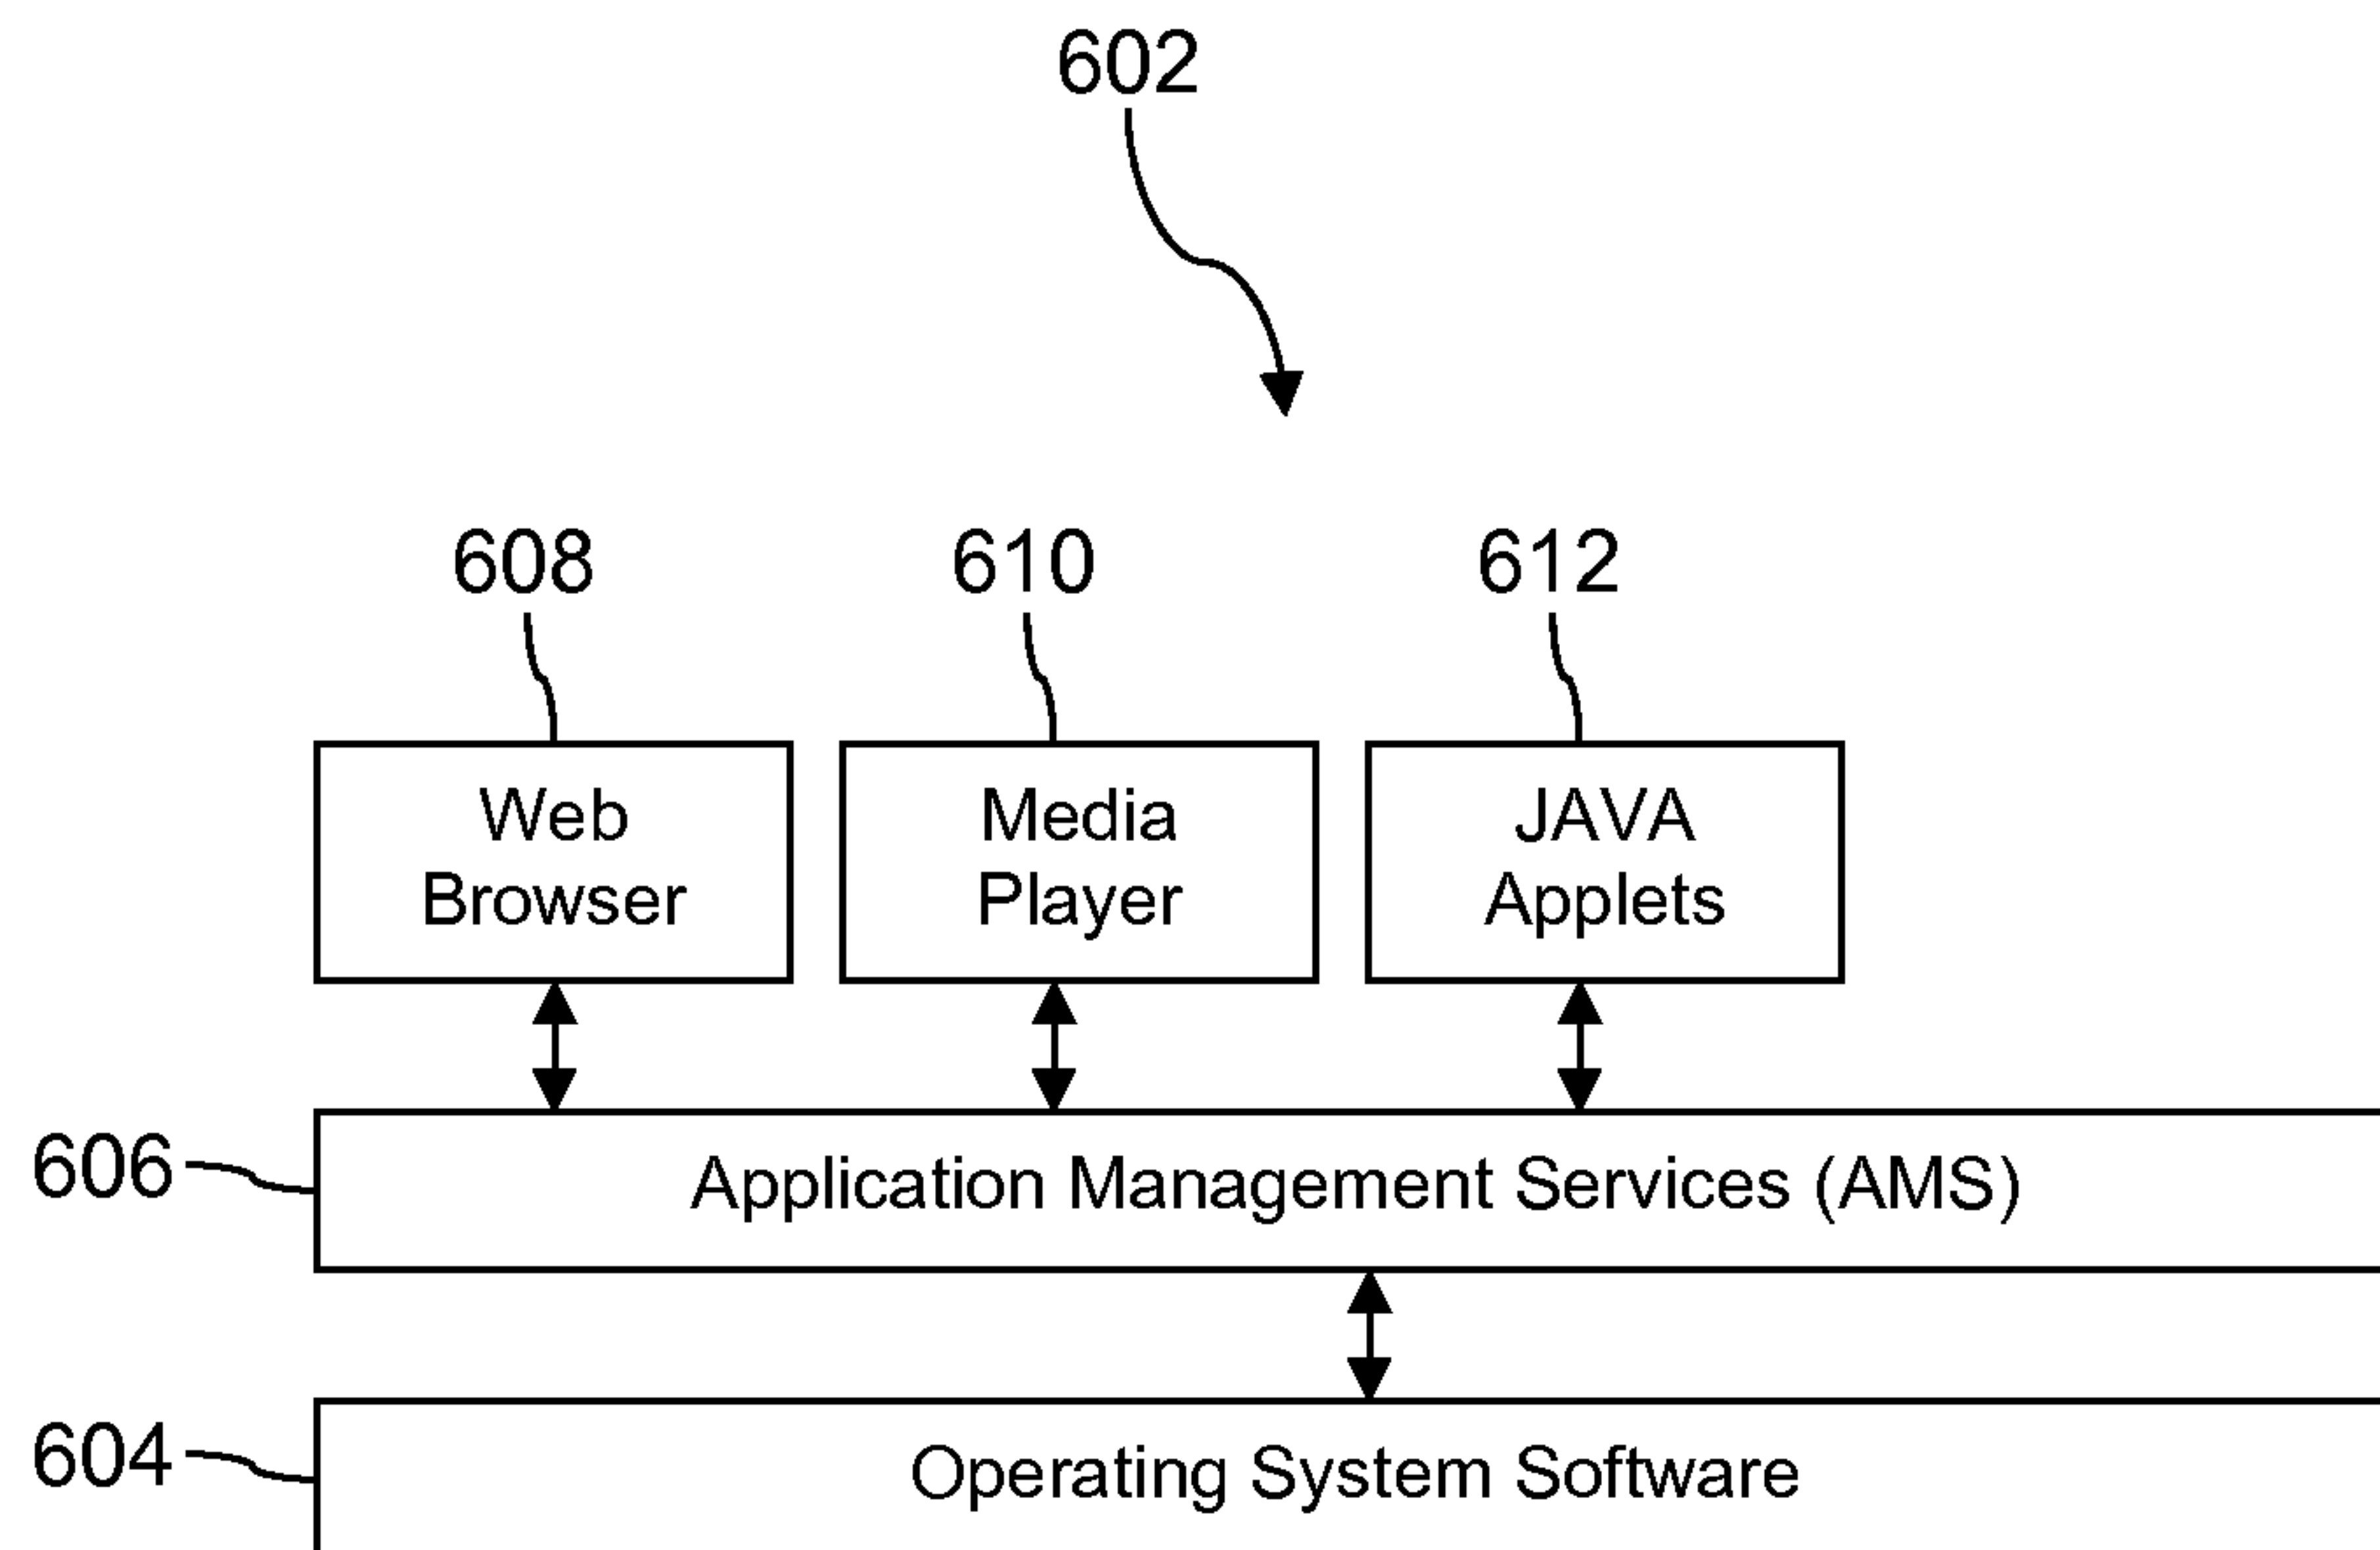 602
608 610 612
Web Browser
Media Player
JAVA Applets
606 Application Management Services (AMS)
604 Operating System Software